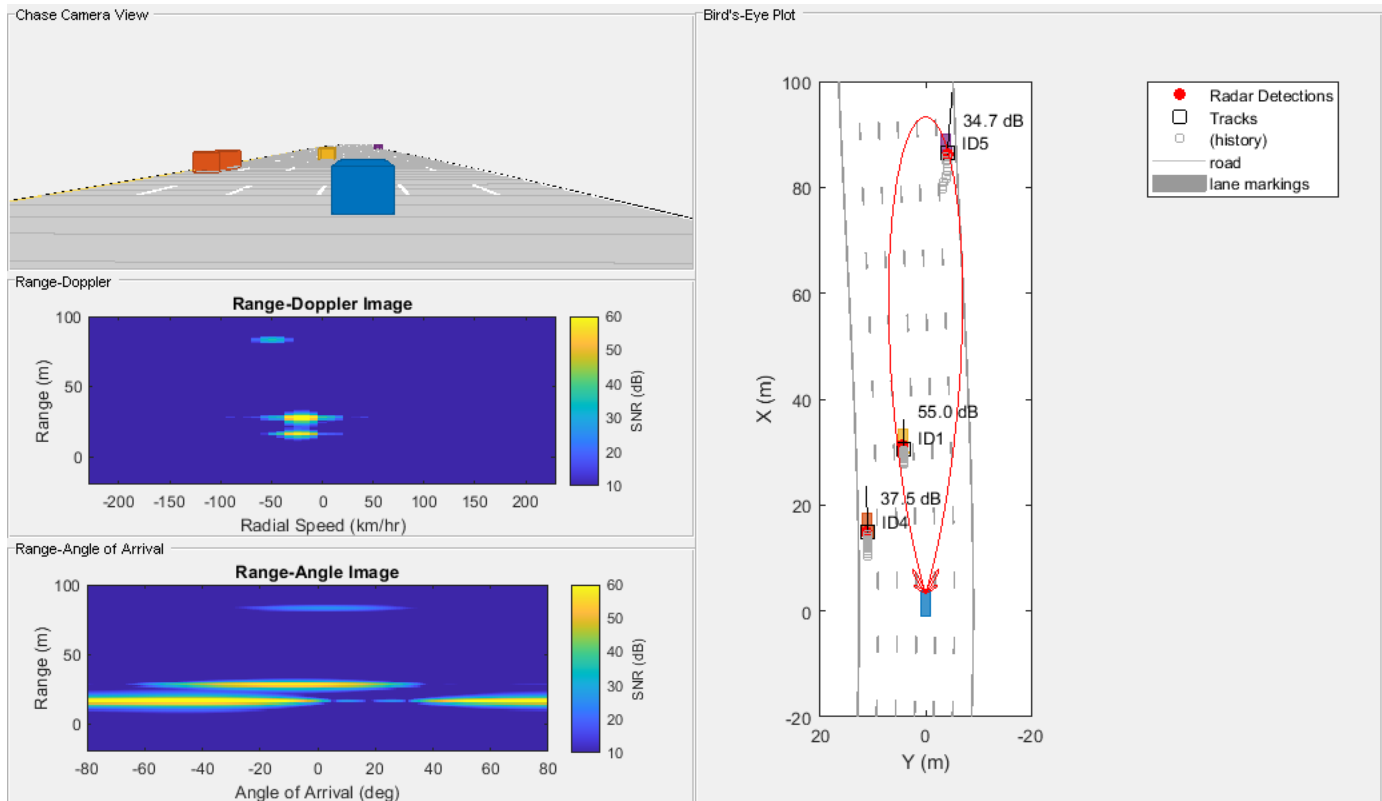 Chase Camera View
Range-Doppler
Range-Doppler Image
100
50
0
Range (m)
-200 -150 -100 -50 0 50 100 150 200
Radial Speed (km/hr)
60
50
40
30
20
10
SNR (dB)
Range-Angle of Arrival
Range-Angle Image
100
50
0
Range (m)
-80 -60 -40 -20 0 20 40 60 80
Angle of Arrival (deg)
60
50
40
30
20
10
SNR (dB)
Bird's-Eye Plot
100
80
60
40
20
0
-20
X (m)
20 0 -20
Y (m)
34.7 dB
ID5
55.0 dB
ID1
37.5 dB
ID4
Radar Detections
Tracks
(history)
road
lane markings